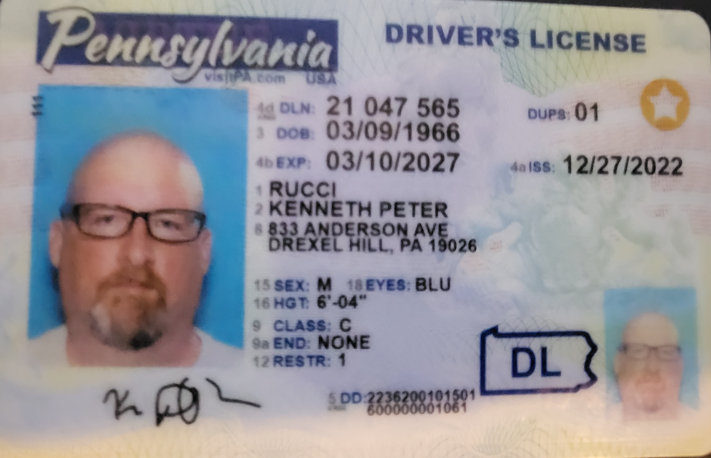 Pennsylvania
visitPA.com USA
DRIVER'S LICENSE
4d DLN: 21 047 565 DUPS: 01
3 DOB: 03/09/1966
4b EXP: 03/10/2027 4a ISS: 12/27/2022
1 RUCCI
2 KENNETH PETER
8 833 ANDERSON AVE
DREXEL HILL, PA 19026
15 SEX: M 18 EYES: BLU
16 HGT: 6'-04"
9 CLASS: C
9a END: NONE
12 RESTR: 1
DL
5 DD: 2236200101501
600000001061